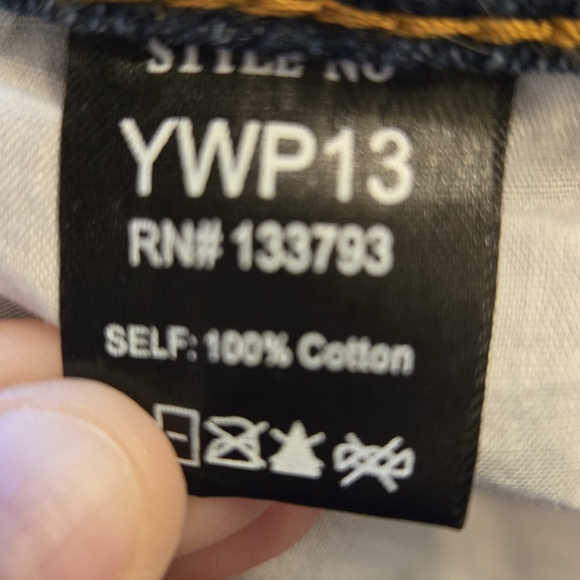 STYLE NO
YWP13
RN# 133793
SELF: 100% Cotton